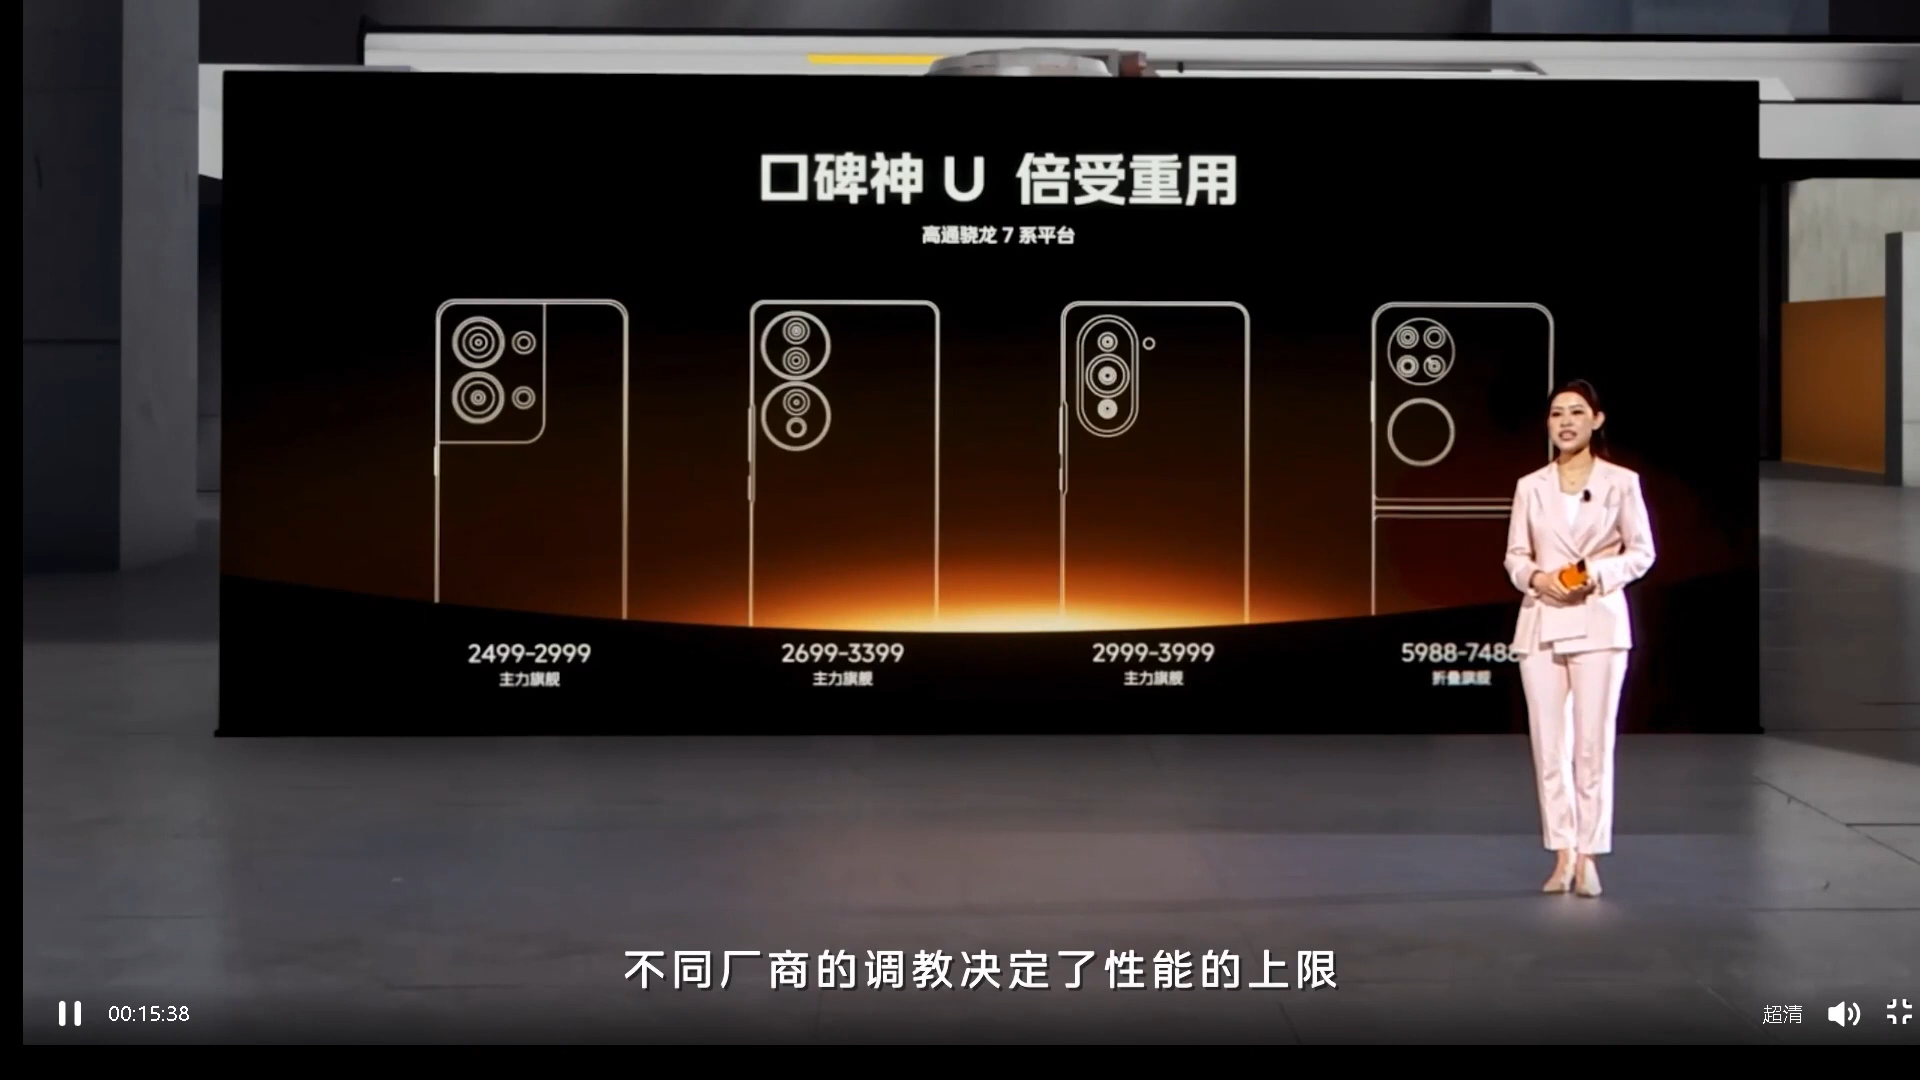 口碑神U 倍受重用
高通骁龙7系平台
2499-2999
主力旗舰
2699-3399
主力旗舰
2999-3999
主力旗舰
5988-7488
折叠旗舰
不同厂商的调教决定了性能的上限
00:15:38
超清